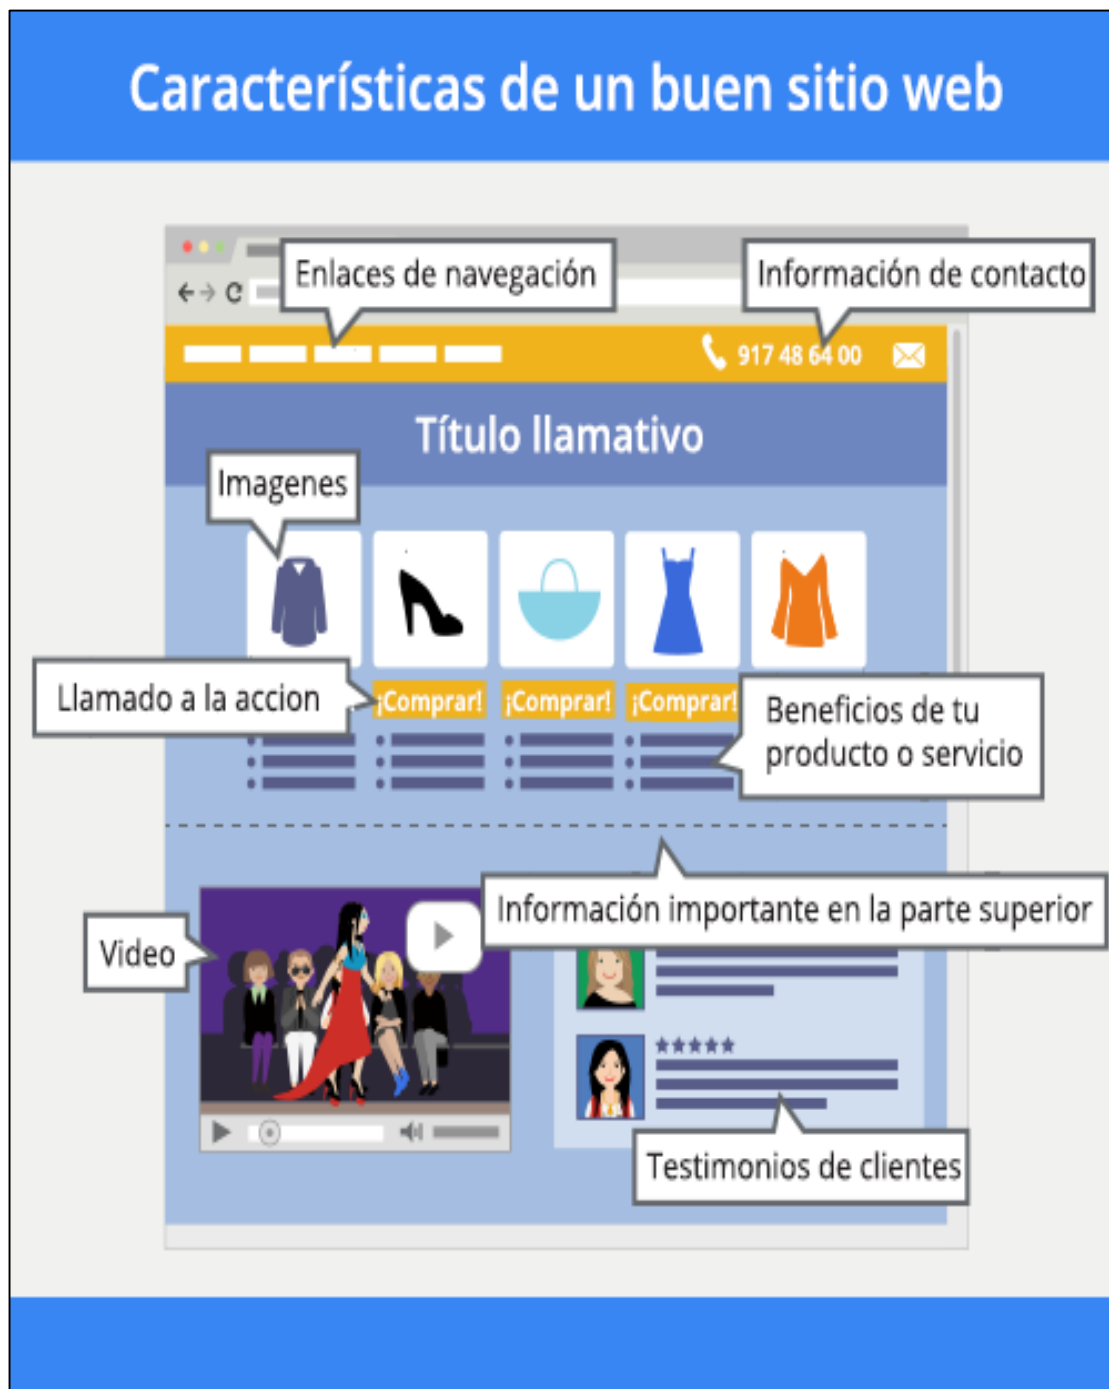 Características de un buen sitio web
Enlaces de navegación
Información de contacto
917 48 64 00
Título llamativo
Imagenes
Llamado a la accion
¡Comprar!
¡Comprar!
¡Comprar!
Beneficios de tu
producto o servicio
Información importante en la parte superior
Video
Testimonios de clientes